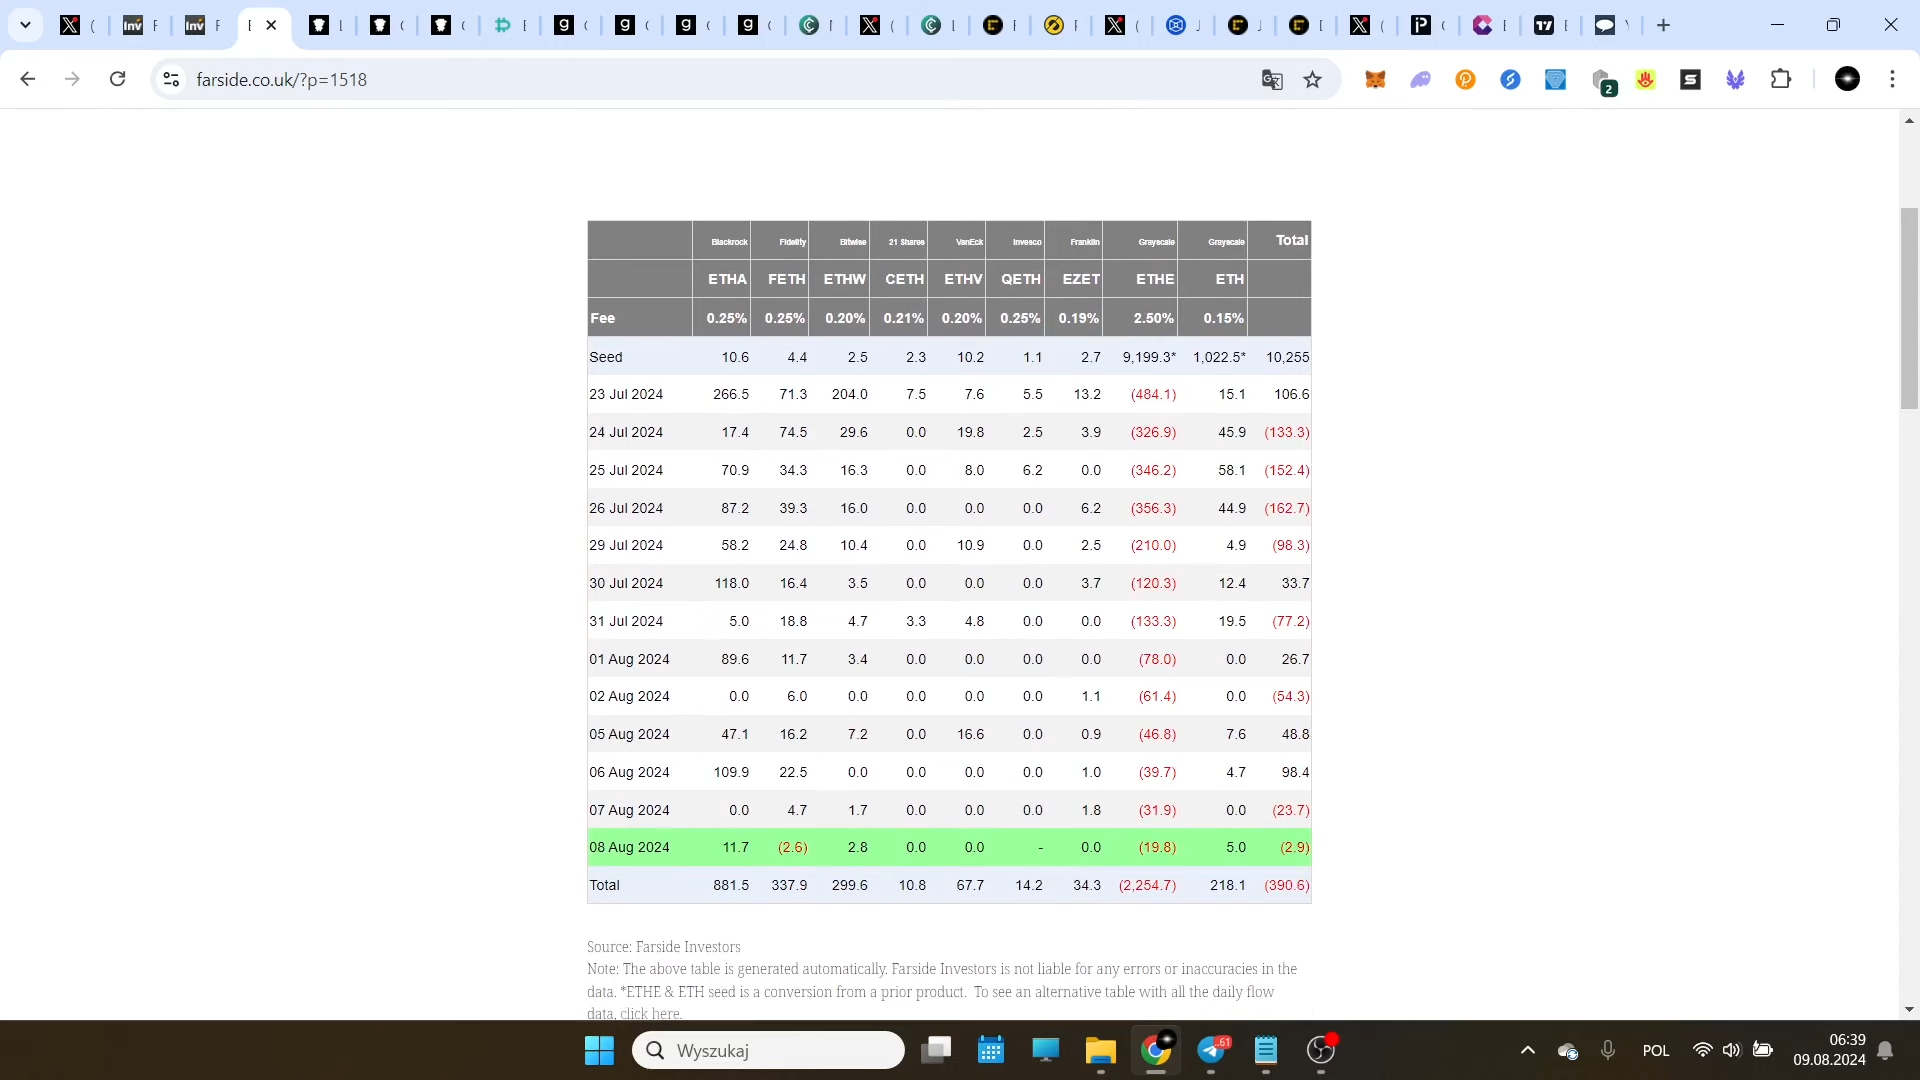 farside.co.uk/?p=1518
2
Blackrock Fidelity Bitwise 21 Shares VanEck Invesco Franklin Grayscale Grayscale Total
ETHA FETH ETHW CETH ETHV QETH EZET ETHE ETH
Fee 0.25% 0.25% 0.20% 0.21% 0.20% 0.25% 0.19% 2.50% 0.15%
Seed 10.6 4.4 2.5 2.3 10.2 1.1 2.7 9,199.3* 1,022.5* 10,255
23 Jul 2024 266.5 71.3 204.0 7.5 7.6 5.5 13.2 (484.1) 15.1 106.6
24 Jul 2024 17.4 74.5 29.6 0.0 19.8 2.5 3.9 (326.9) 45.9 (133.3)
25 Jul 2024 70.9 34.3 16.3 0.0 8.0 6.2 0.0 (346.2) 58.1 (152.4)
26 Jul 2024 87.2 39.3 16.0 0.0 0.0 0.0 6.2 (356.3) 44.9 (162.7)
29 Jul 2024 58.2 24.8 10.4 0.0 10.9 0.0 2.5 (210.0) 4.9 (98.3)
30 Jul 2024 118.0 16.4 3.5 0.0 0.0 0.0 3.7 (120.3) 12.4 33.7
31 Jul 2024 5.0 18.8 4.7 3.3 4.8 0.0 0.0 (133.3) 19.5 (77.2)
01 Aug 2024 89.6 11.7 3.4 0.0 0.0 0.0 0.0 (78.0) 0.0 26.7
02 Aug 2024 0.0 6.0 0.0 0.0 0.0 0.0 1.1 (61.4) 0.0 (54.3)
05 Aug 2024 47.1 16.2 7.2 0.0 16.6 0.0 0.9 (46.8) 7.6 48.8
06 Aug 2024 109.9 22.5 0.0 0.0 0.0 0.0 1.0 (39.7) 4.7 98.4
07 Aug 2024 0.0 4.7 1.7 0.0 0.0 0.0 1.8 (31.9) 0.0 (23.7)
08 Aug 2024 11.7 (2.6) 2.8 0.0 0.0 - 0.0 (19.8) 5.0 (2.9)
Total 881.5 337.9 299.6 10.8 67.7 14.2 34.3 (2,254.7) 218.1 (390.6)
Source: Farside Investors
Note: The above table is generated automatically. Farside Investors is not liable for any errors or inaccuracies in the
data. *ETHE & ETH seed is a conversion from a prior product. To see an alternative table with all the daily flow
data, click here.
Wyszukaj
61
POL
06:39
09.08.2024